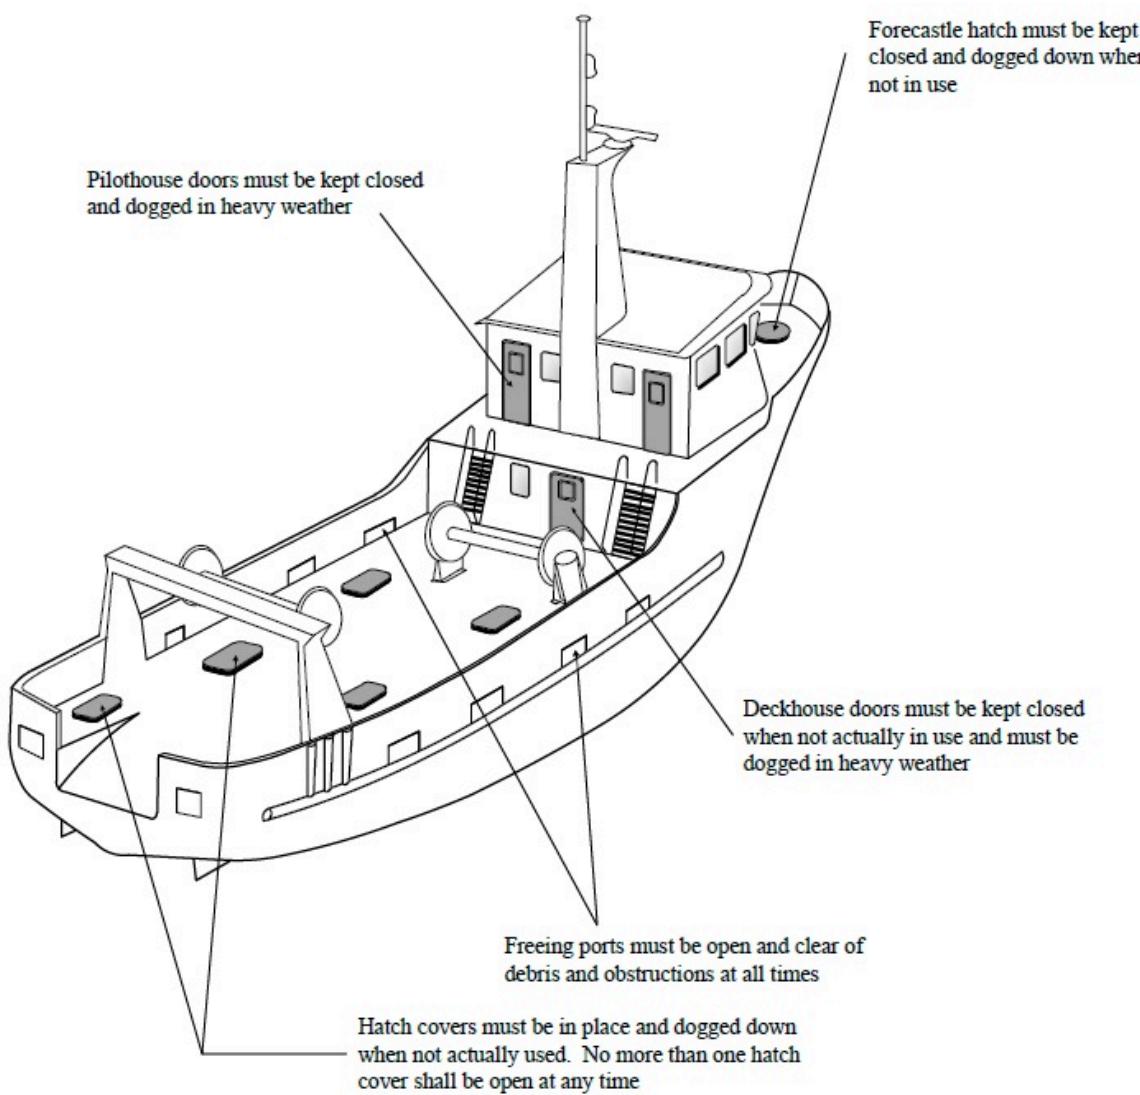 Forecastle hatch must be kept
closed and dogged down when
not in use
Pilothouse doors must be kept closed
and dogged in heavy weather
Deckhouse doors must be kept closed
when not actually in use and must be
dogged in heavy weather
Freeing ports must be open and clear of
debris and obstructions at all times
Hatch covers must be in place and dogged down
when not actually used.  No more than one hatch
cover shall be open at any time